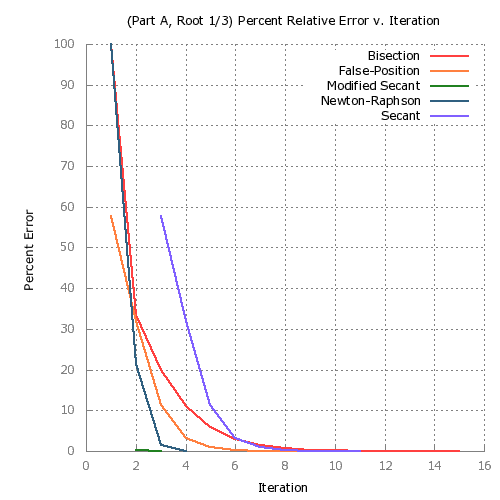 (Part A, Root 1/3) Percent Relative Error v. Iteration
100
90
80
70
60
50
40
30
20
10
0
Percent Error
Bisection
False-Position
Modified Secant
Newton-Raphson
Secant
0 2 4 6 8 10 12 14 16
Iteration